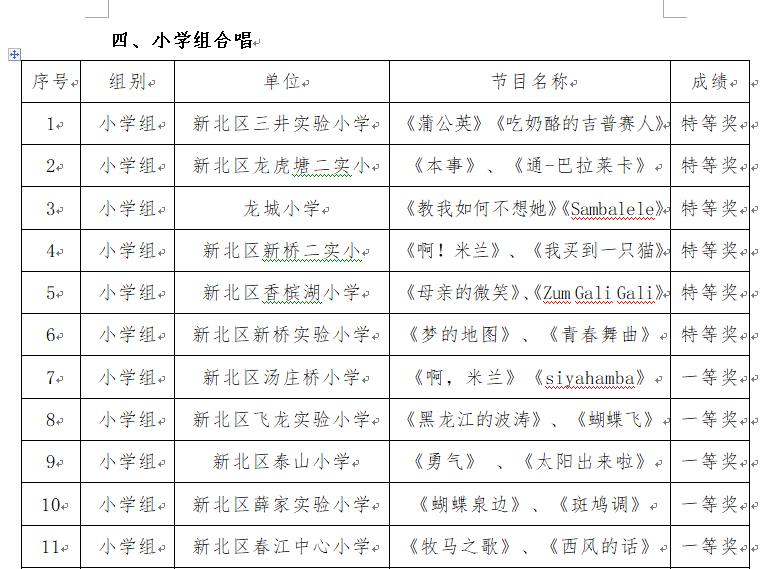 四、小学组合唱
序号 组别 单位 节目名称 成绩
1 小学组 新北区三井实验小学 《蒲公英》《吃奶酪的吉普赛人》 特等奖
2 小学组 新北区龙虎塘二实小 《本事》、《通-巴拉莱卡》 特等奖
3 小学组 龙城小学 《教我如何不想她》《Sambalele》 特等奖
4 小学组 新北区新桥二实小 《啊！米兰》、《我买到一只猫》 特等奖
5 小学组 新北区香槟湖小学 《母亲的微笑》、《Zum Gali Gali》 特等奖
6 小学组 新北区新桥实验小学 《梦的地图》、《青春舞曲》 特等奖
7 小学组 新北区汤庄桥小学 《啊，米兰》《siyahamba》 一等奖
8 小学组 新北区飞龙实验小学 《黑龙江的波涛》、《蝴蝶飞》 一等奖
9 小学组 新北区泰山小学 《勇气》 、《太阳出来啦》 一等奖
10 小学组 新北区薛家实验小学 《蝴蝶泉边》、《斑鸠调》 一等奖
11 小学组 新北区春江中心小学 《牧马之歌》、《西风的话》 一等奖